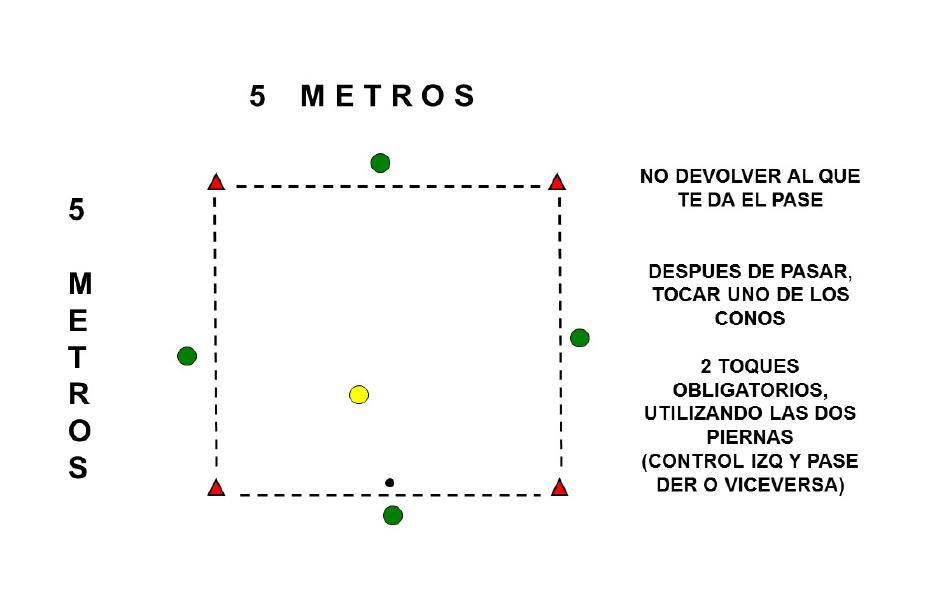 5 METROS
5 METROS
NO DEVOLVER AL QUE
TE DA EL PASE
DESPUES DE PASAR,
TOCAR UNO DE LOS
CONOS
2 TOQUES
OBLIGATORIOS,
UTILIZANDO LAS DOS
PIERNAS
(CONTROL IZQ Y PASE
DER O VICEVERSA)